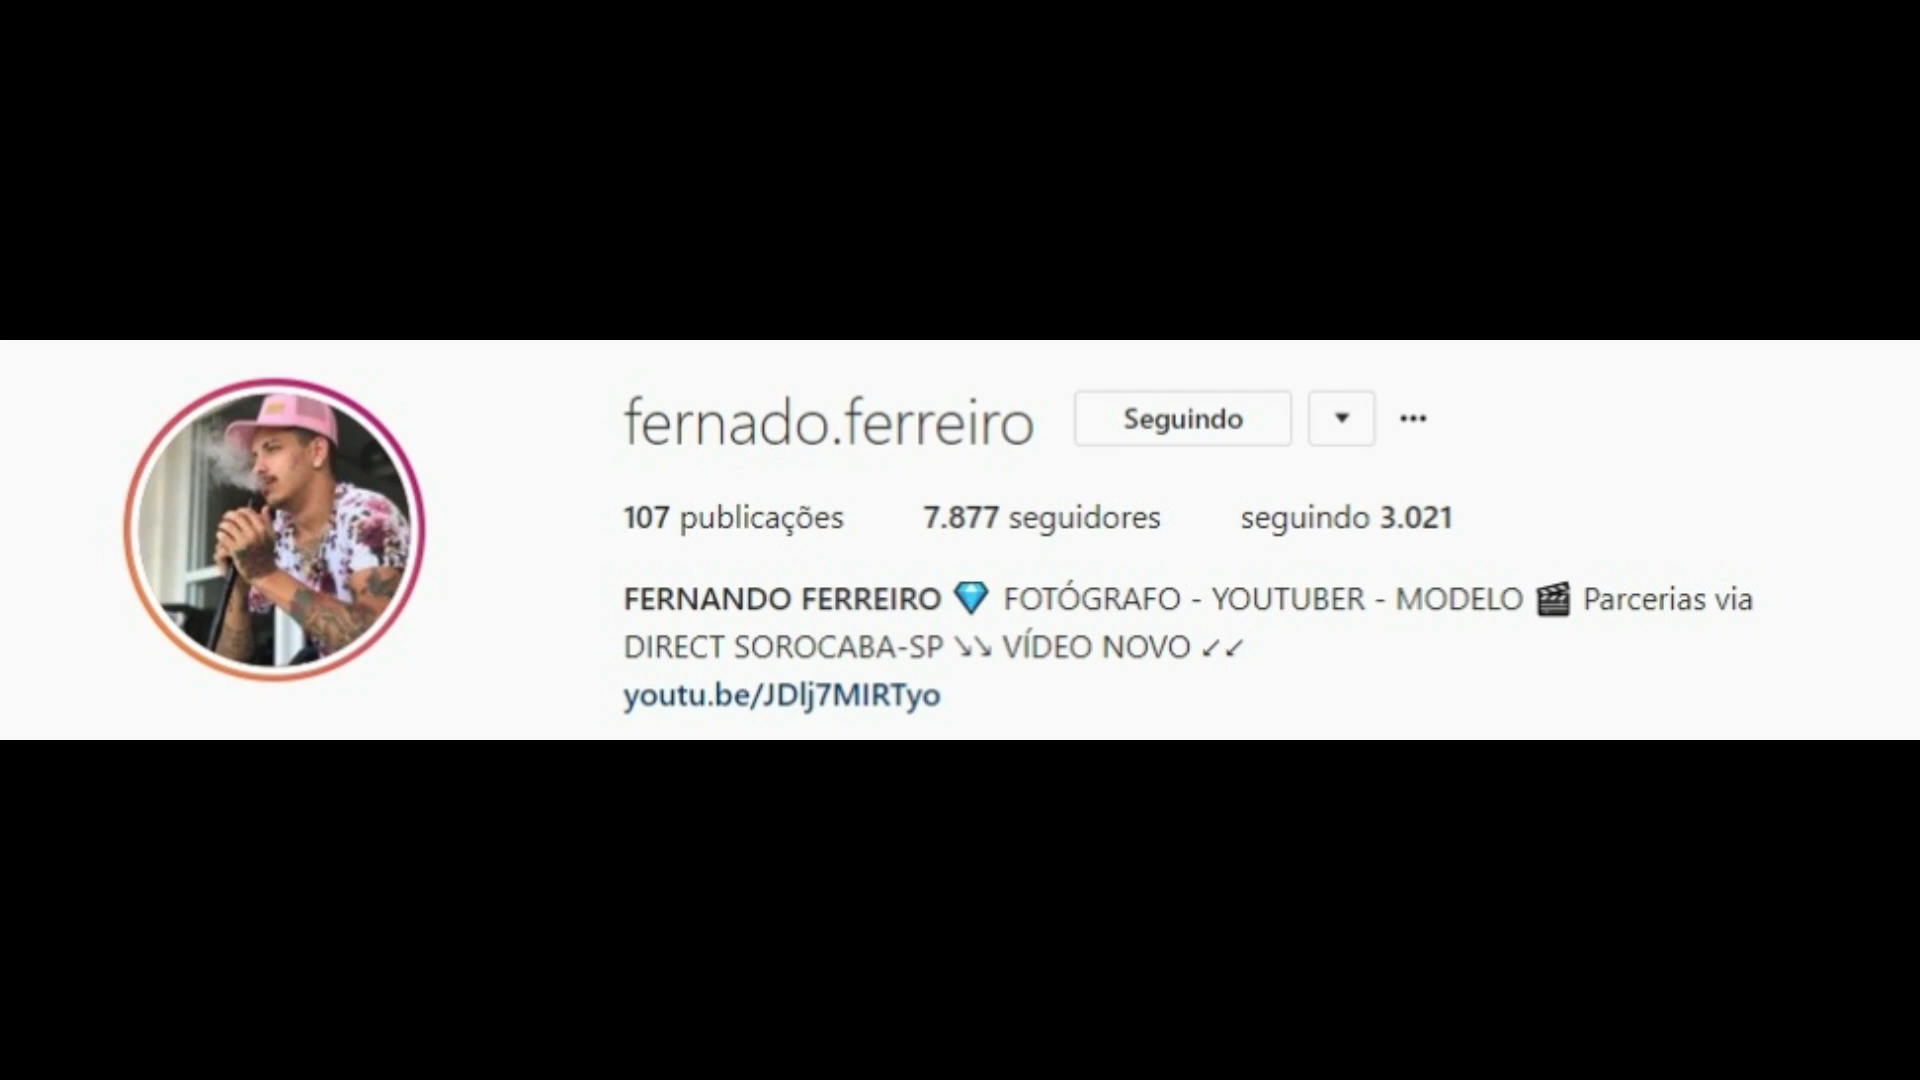 fernado.ferreiro Seguindo
107 publicações 7.877 seguidores seguindo 3.021
FERNANDO FERREIRO 💎 FOTÓGRAFO - YOUTUBER - MODELO 🎬 Parcerias via
DIRECT SOROCABA-SP ↘↘ VÍDEO NOVO ↙↙
youtu.be/JDlj7MIRTyo